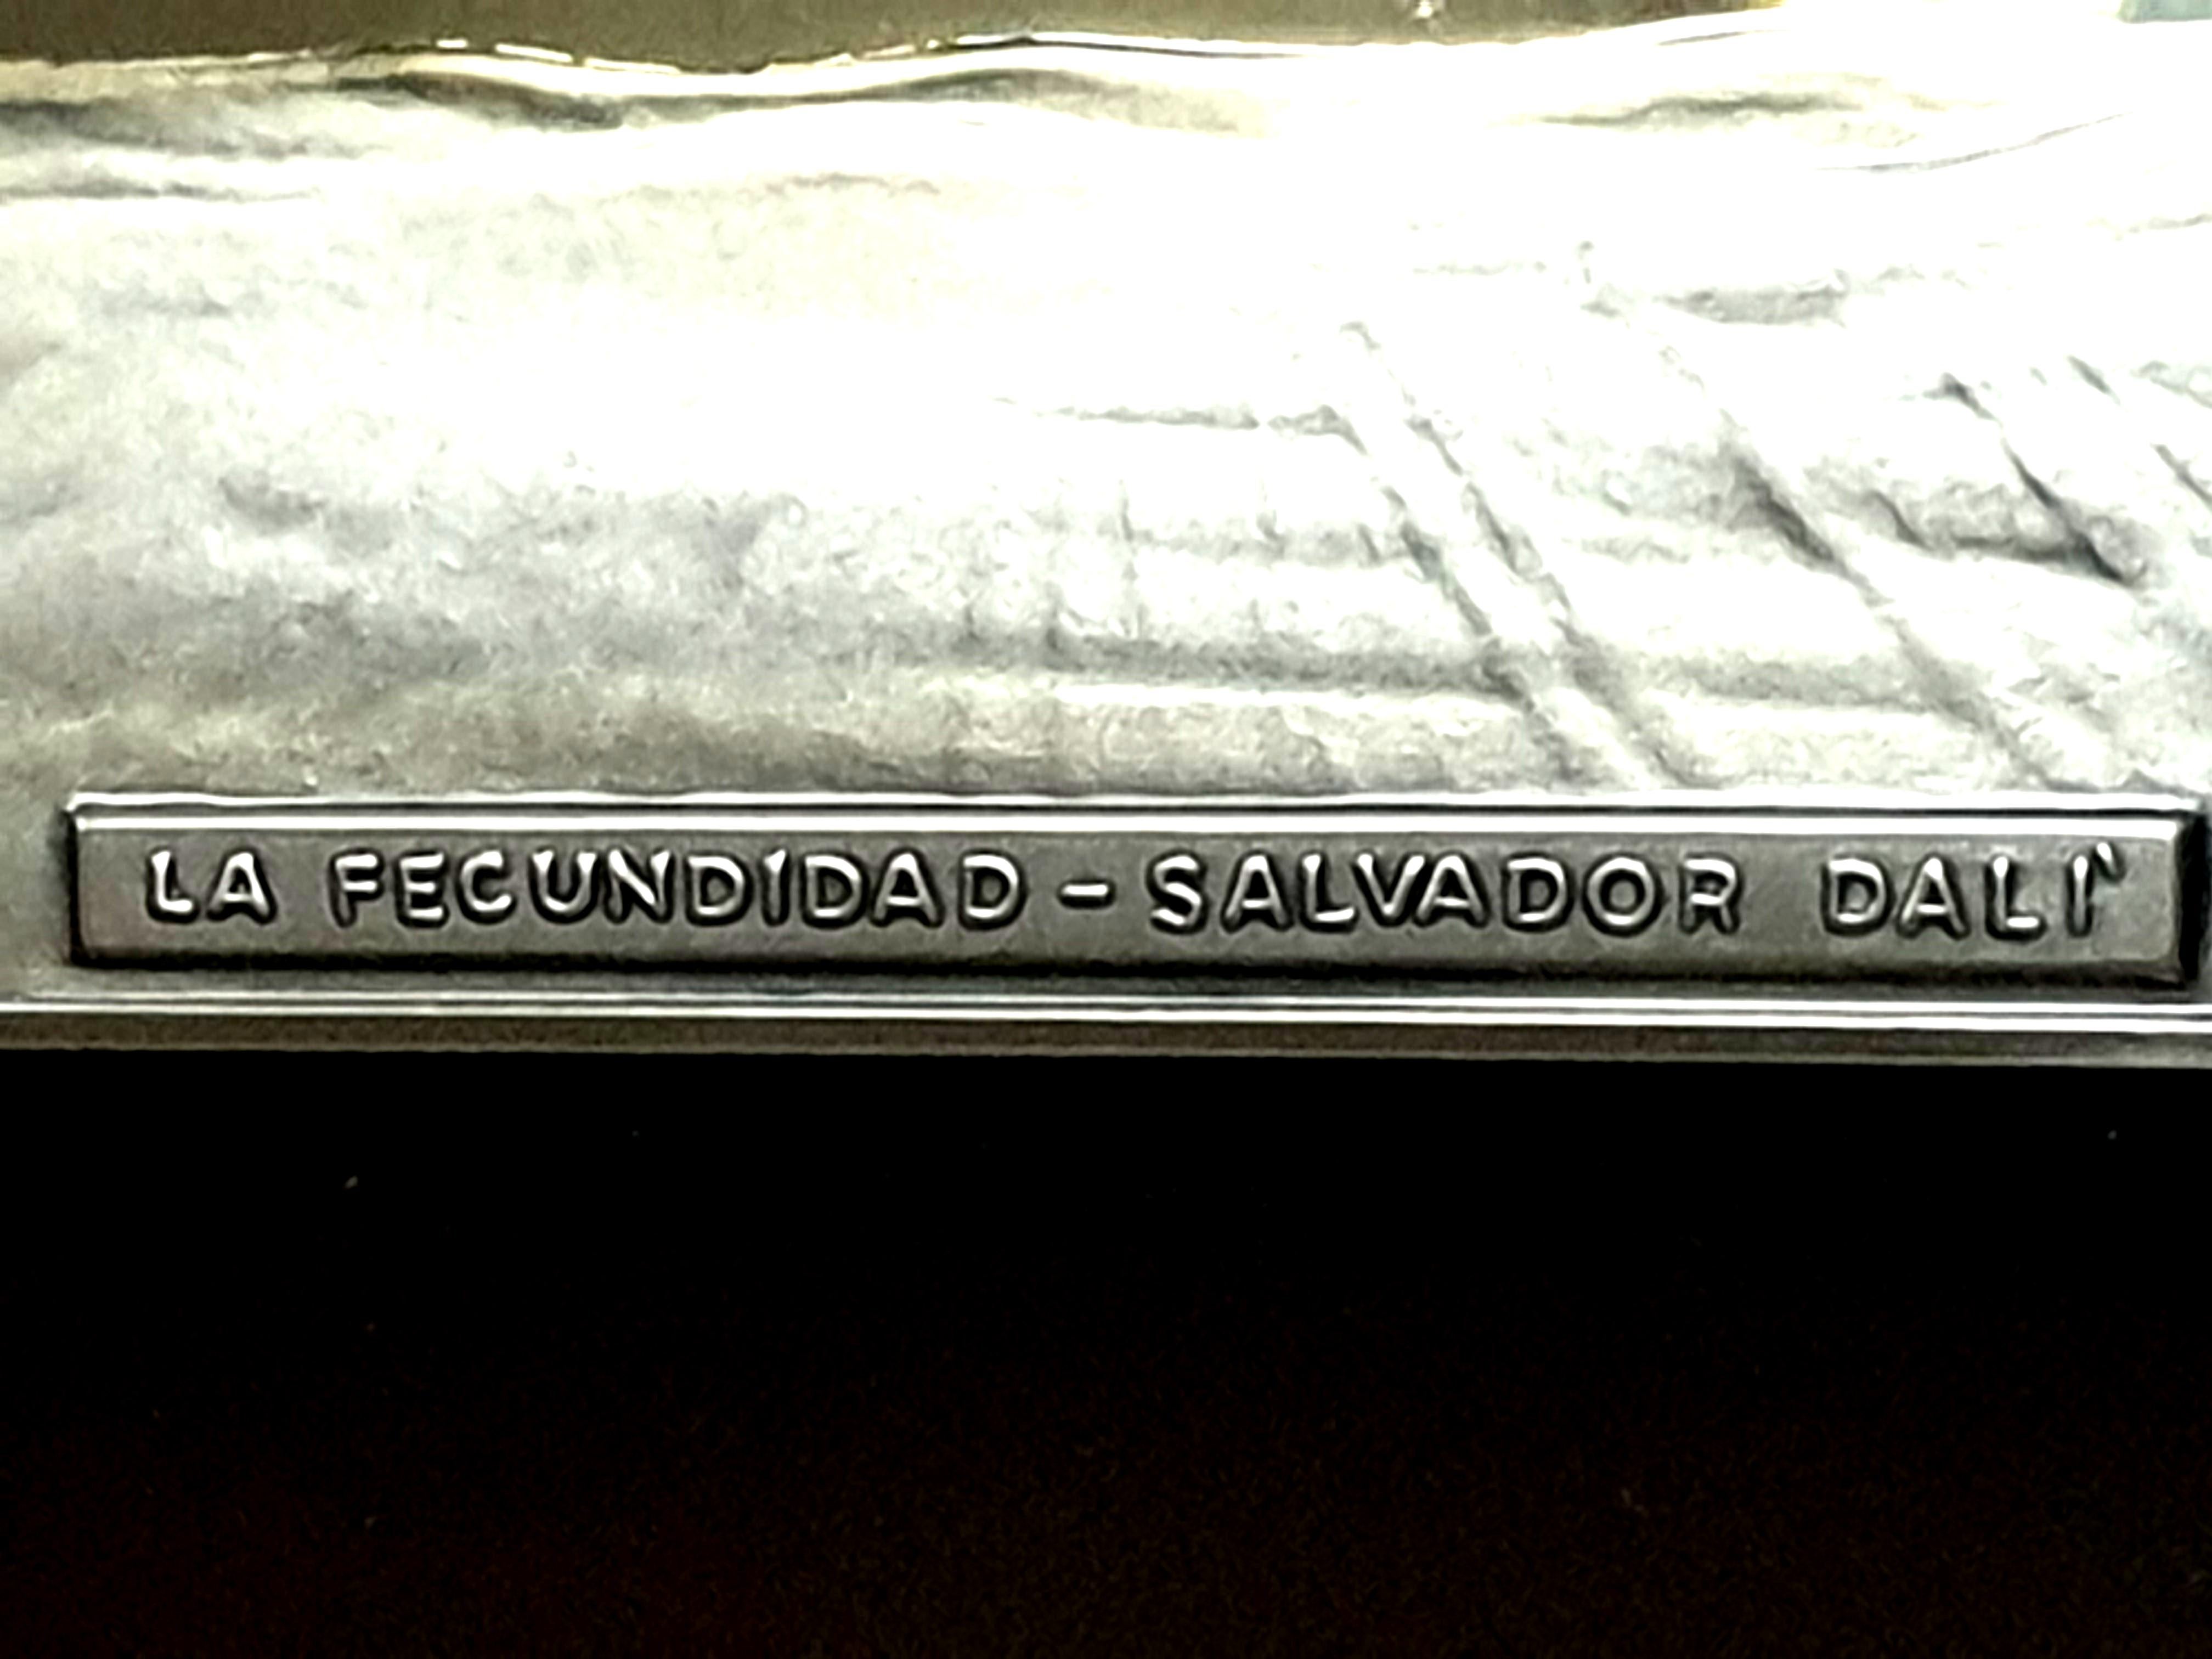 LA FECUNDIDAD - SALVADOR DALI`